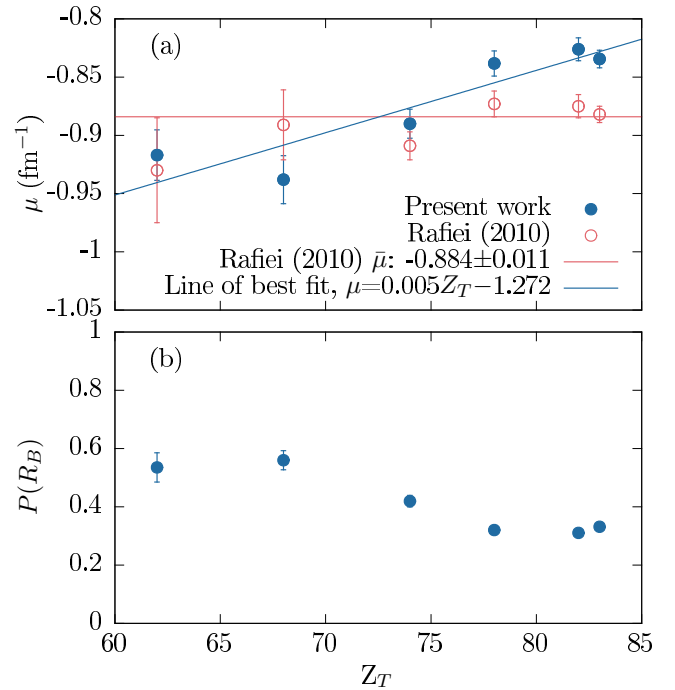 (a)
-0.8
-0.85
-0.9
-0.95
-1
-1.05
μ (fm⁻¹)
Present work
Rafiei (2010)
Rafiei (2010) μ̄: -0.884±0.011
Line of best fit, μ=0.005Z_T−1.272
(b)
1
0.8
0.6
0.4
0.2
0
P(R_B)
60 65 70 75 80 85
Z_T